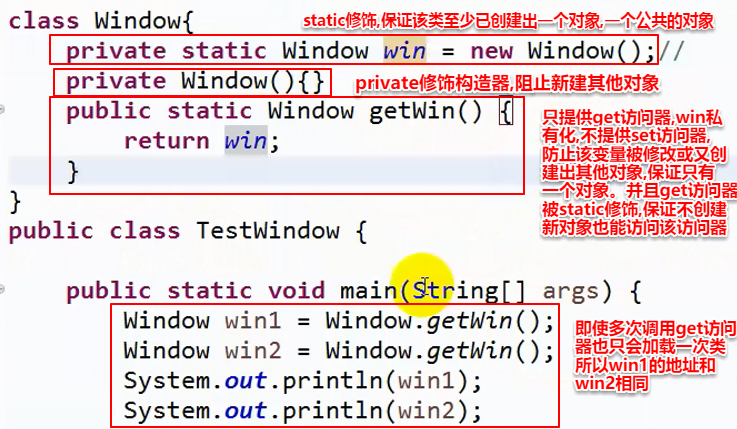 class Window{
static修饰,保证该类至少已创建出一个对象,一个公共的对象
private static Window win = new Window();//
private Window(){}
private修饰构造器,阻止新建其他对象
public static Window getWin() {
return win;
}
}
只提供get访问器,win私
有化,不提供set访问器,
防止该变量被修改或又创
建出其他对象,保证只有
一个对象。并且get访问器
被static修饰,保证不创建
新对象也能访问该访问器
public class TestWindow {
public static void main(String[] args) {
Window win1 = Window.getWin();
Window win2 = Window.getWin();
System.out.println(win1);
System.out.println(win2);
即使多次调用get访问
器也只会加载一次类
所以win1的地址和
win2相同